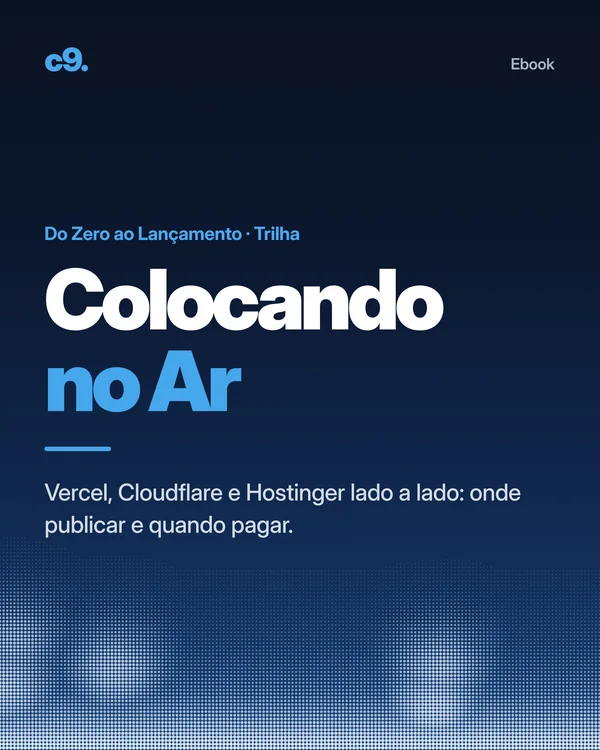 c9.
Ebook
Do Zero ao Lançamento · Trilha
Colocando
no Ar
Vercel, Cloudflare e Hostinger lado a lado: onde
publicar e quando pagar.